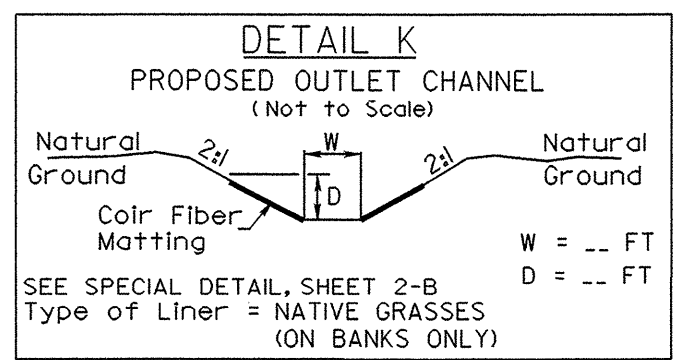 DETAIL K
PROPOSED OUTLET CHANNEL
(Not to Scale)
Natural
Ground
2:1
W
2:1
Natural
Ground
D
Coir Fiber
Matting
W = __ FT
D = __ FT
SEE SPECIAL DETAIL, SHEET 2-B
Type of Liner = NATIVE GRASSES
(ON BANKS ONLY)